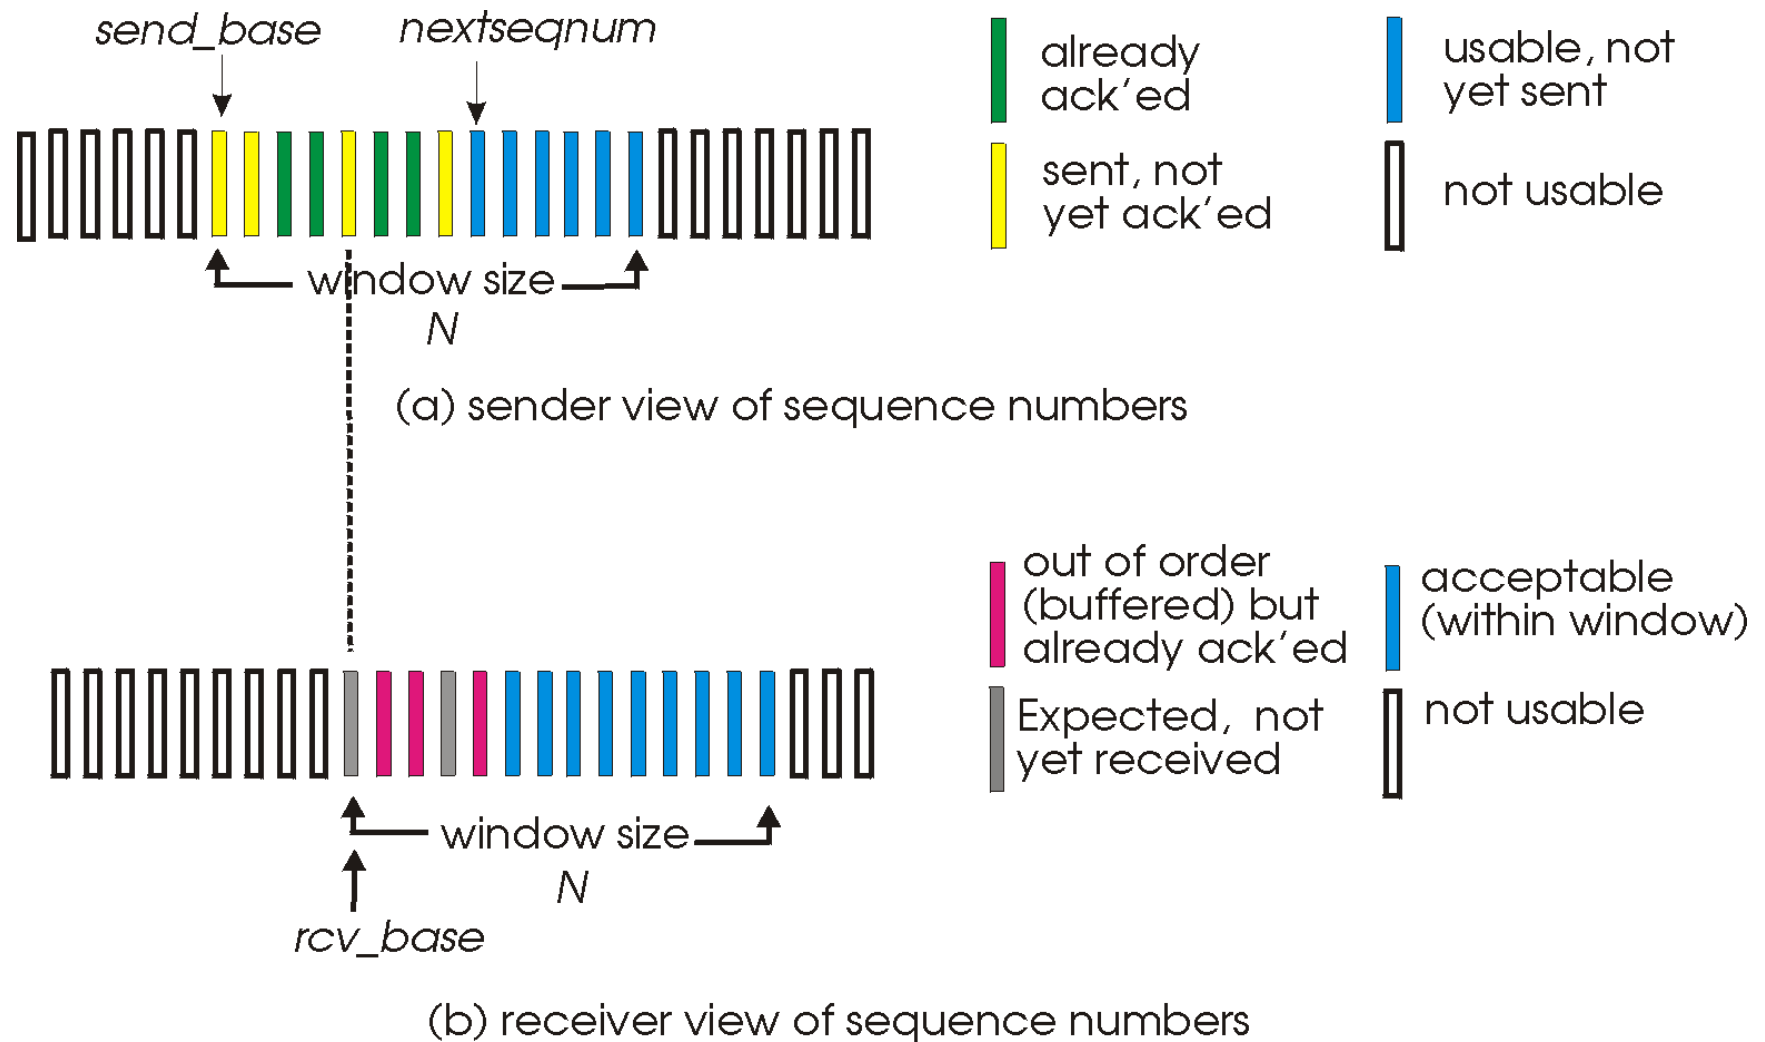 send_base
nextseqnum
already
ack'ed
usable, not
yet sent
sent, not
yet ack'ed
not usable
window size
N
(a) sender view of sequence numbers
out of order
(buffered) but
already ack'ed
acceptable
(within window)
Expected, not
yet received
not usable
window size
N
rcv_base
(b) receiver view of sequence numbers